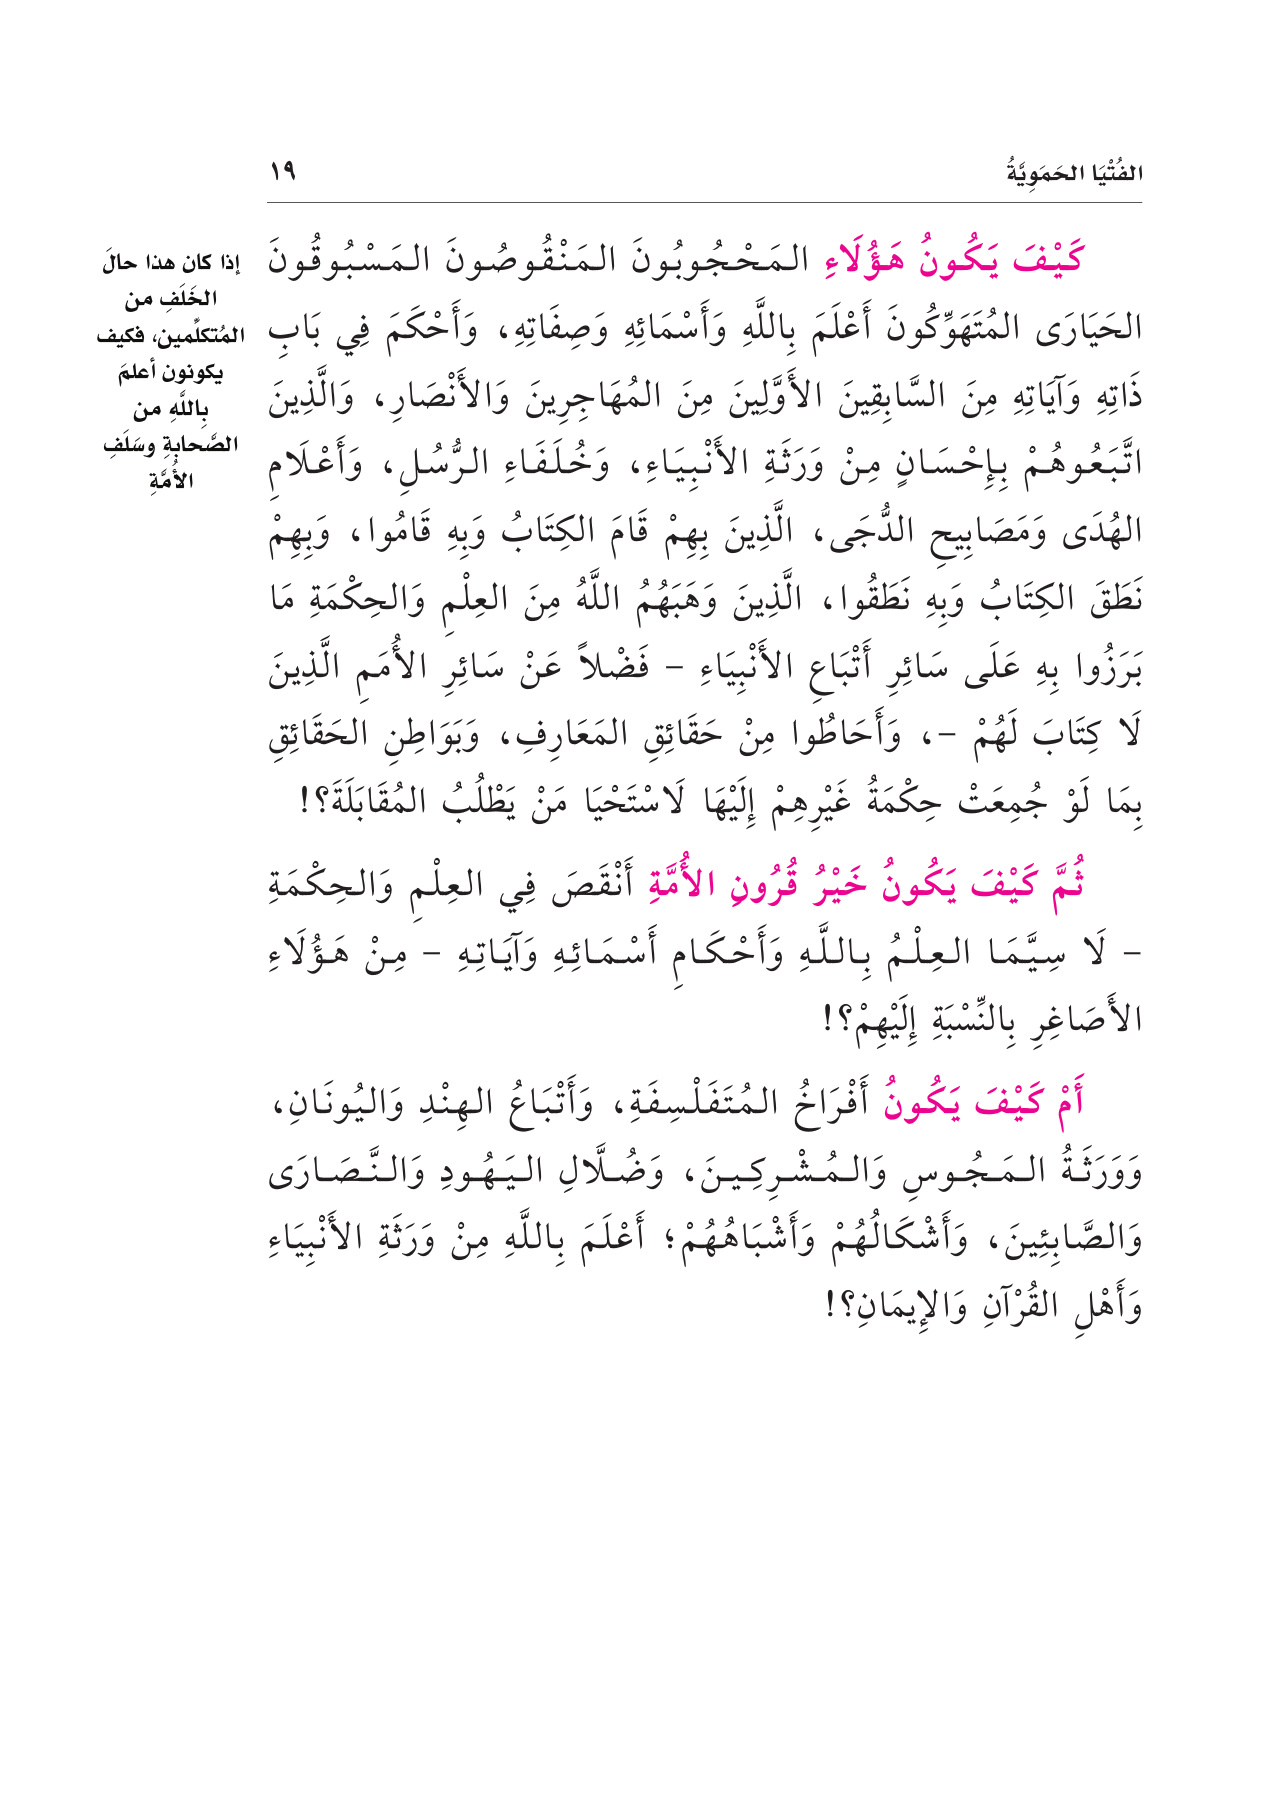 الفُتْيَا الحَمَوِيَّةُ
١٩
كَيْفَ يَكُونُ هَؤُلَاءِ المَحْجُوبُونَ المَنْقُوصُونَ المَسْبُوقُونَ
الحَيَارَى المُتَهَوِّكُونَ أَعْلَمَ بِاللَّهِ وَأَسْمَائِهِ وَصِفَاتِهِ، وَأَحْكَمَ فِي بَابِ
ذَاتِهِ وَآيَاتِهِ مِنَ السَّابِقِينَ الأَوَّلِينَ مِنَ المُهَاجِرِينَ وَالأَنْصَارِ، وَالَّذِينَ
اتَّبَعُوهُمْ بِإِحْسَانٍ مِنْ وَرَثَةِ الأَنْبِيَاءِ، وَخُلَفَاءِ الرُّسُلِ، وَأَعْلَامِ
الهُدَى وَمَصَابِيحِ الدُّجَى، الَّذِينَ بِهِمْ قَامَ الكِتَابُ وَبِهِ قَامُوا، وَبِهِمْ
نَطَقَ الكِتَابُ وَبِهِ نَطَقُوا، الَّذِينَ وَهَبَهُمُ اللَّهُ مِنَ العِلْمِ وَالحِكْمَةِ مَا
بَرَزُوا بِهِ عَلَى سَائِرِ أَتْبَاعِ الأَنْبِيَاءِ - فَضْلاً عَنْ سَائِرِ الأُمَمِ الَّذِينَ
لَا كِتَابَ لَهُمْ -، وَأَحَاطُوا مِنْ حَقَائِقِ المَعَارِفِ، وَبَوَاطِنِ الحَقَائِقِ
بِمَا لَوْ جُمِعَتْ حِكْمَةُ غَيْرِهِمْ إِلَيْهَا لَاسْتَحْيَا مَنْ يَطْلُبُ المُقَابَلَةَ؟!
ثُمَّ كَيْفَ يَكُونُ خَيْرُ قُرُونِ الأُمَّةِ أَنْقَصَ فِي العِلْمِ وَالحِكْمَةِ
- لَا سِيَّمَا العِلْمُ بِاللَّهِ وَأَحْكَامِ أَسْمَائِهِ وَآيَاتِهِ - مِنْ هَؤُلَاءِ
الأَصَاغِرِ بِالنِّسْبَةِ إِلَيْهِمْ؟!
أَمْ كَيْفَ يَكُونُ أَفْرَاخُ المُتَفَلْسِفَةِ، وَأَتْبَاعُ الهِنْدِ وَاليُونَانِ،
وَوَرَثَةُ المَجُوسِ وَالمُشْرِكِينَ، وَضُلَّالِ اليَهُودِ وَالنَّصَارَى
وَالصَّابِئِينَ، وَأَشْكَالُهُمْ وَأَشْبَاهُهُمْ؛ أَعْلَمَ بِاللَّهِ مِنْ وَرَثَةِ الأَنْبِيَاءِ
وَأَهْلِ القُرْآنِ وَالإِيمَانِ؟!
إذا كان هذا حالَ
الخَلَفِ من
المُتكلِّمين، فكيف
يكونون أعلمَ
بِاللَّهِ من
الصَّحابةِ وسَلَفِ
الأُمَّةِ